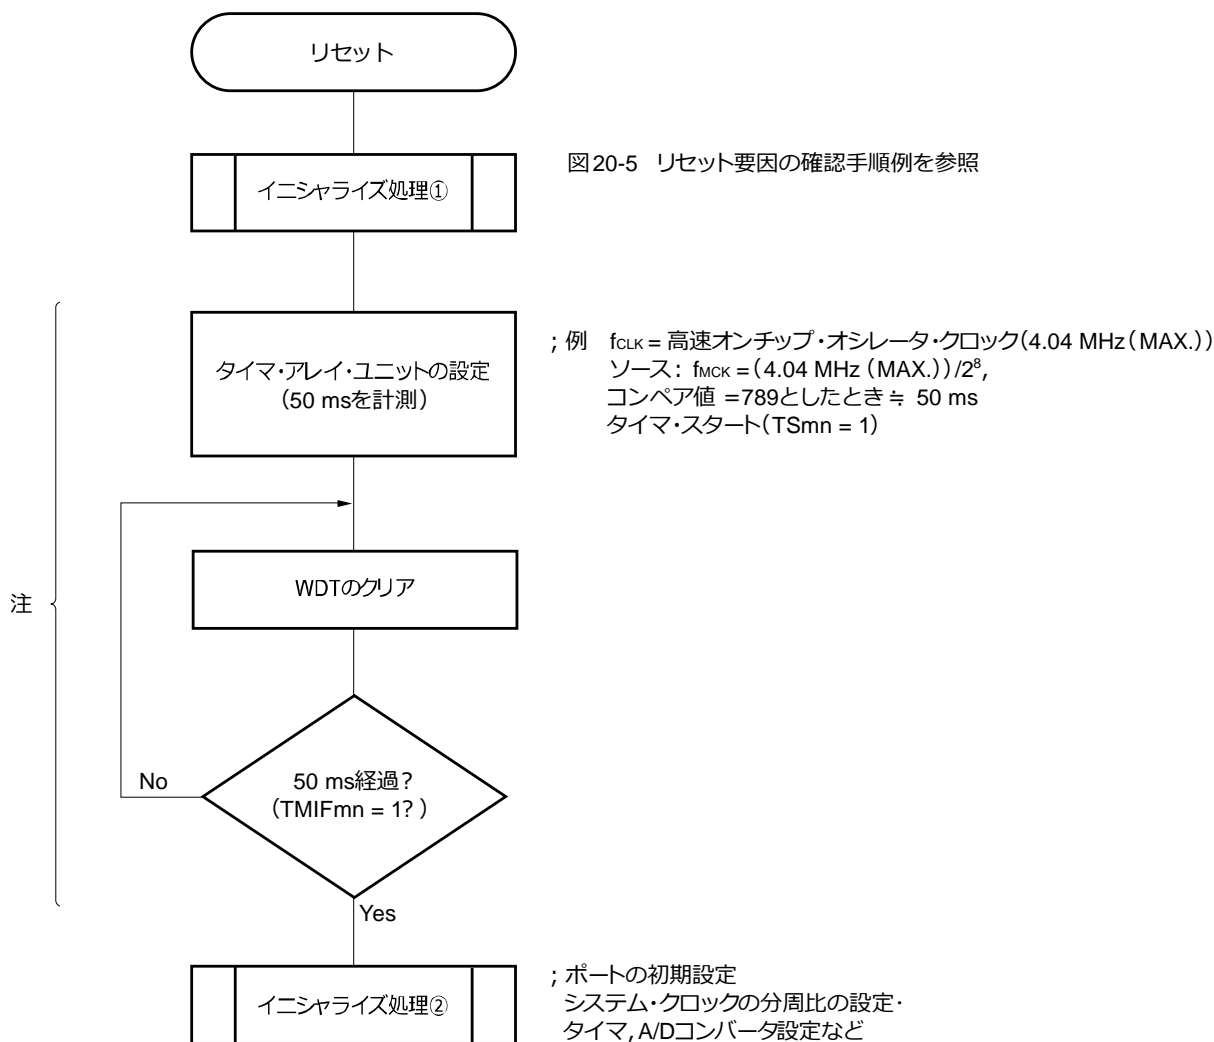 リセット
イニシャライズ処理①
図20-5 リセット要因の確認手順例を参照
タイマ・アレイ・ユニットの設定
(50 msを計測)
;例 fCLK = 高速オンチップ・オシレータ・クロック(4.04 MHz(MAX.))
ソース: fMCK =(4.04 MHz (MAX.))/2⁸,
コンペア値 =789としたとき≒ 50 ms
タイマ・スタート(TSmn = 1)
注
WDTのクリア
No
50 ms経過?
(TMIFmn = 1? )
Yes
イニシャライズ処理②
;ポートの初期設定
システム・クロックの分周比の設定・
タイマ, A/Dコンバータ設定など